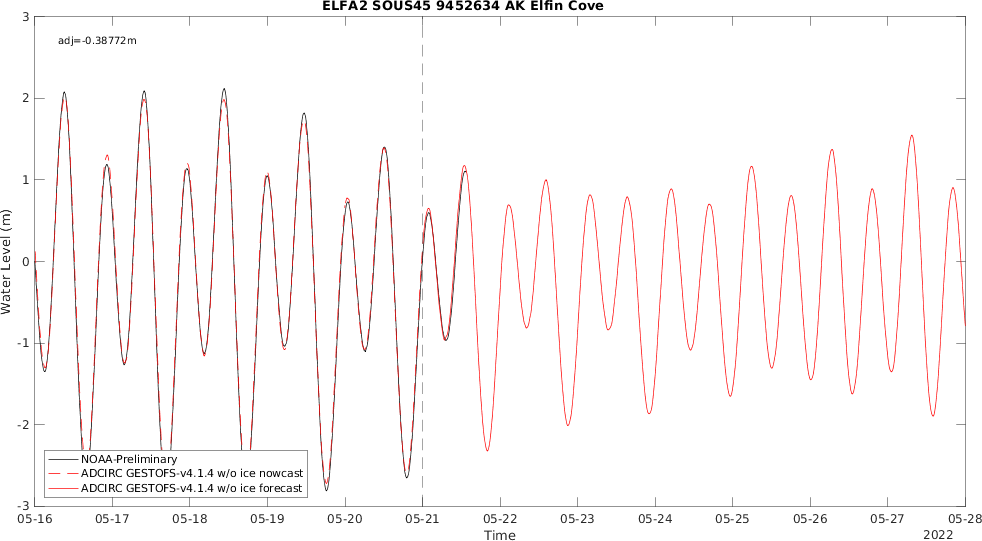 ELFA2 SOUS45 9452634 AK Elfin Cove
adj=-0.38772m
3
2
1
0
-1
-2
-3
Water Level (m)
NOAA-Preliminary
ADCIRC GESTOFS-v4.1.4 w/o ice nowcast
ADCIRC GESTOFS-v4.1.4 w/o ice forecast
05-16 05-17 05-18 05-19 05-20 05-21 05-22 05-23 05-24 05-25 05-26 05-27 05-28
Time
2022